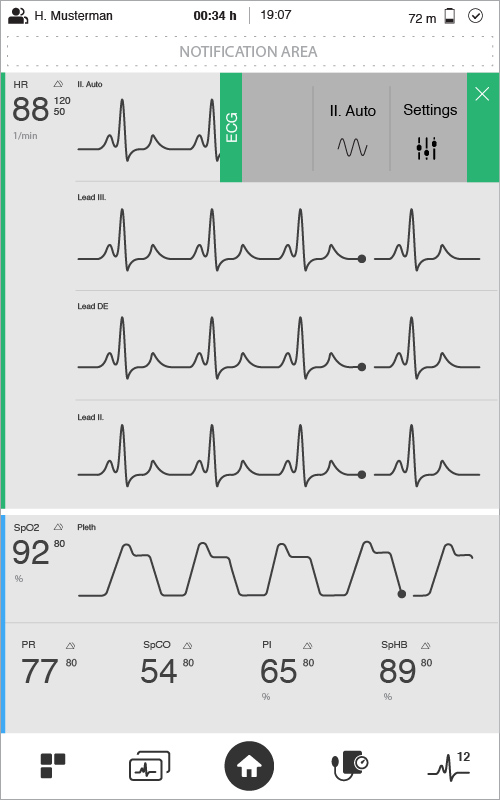 H. Musterman 00:34 h 19:07 72 m
NOTIFICATION AREA
HR
88
120
50
1/min
II. Auto
ECG
II. Auto
Settings
Lead III.
Lead DE
Lead II.
SpO2
92
80
%
Pleth
PR
77
80
SpCO
54
80
PI
65
80
%
SpHB
89
80
%
12